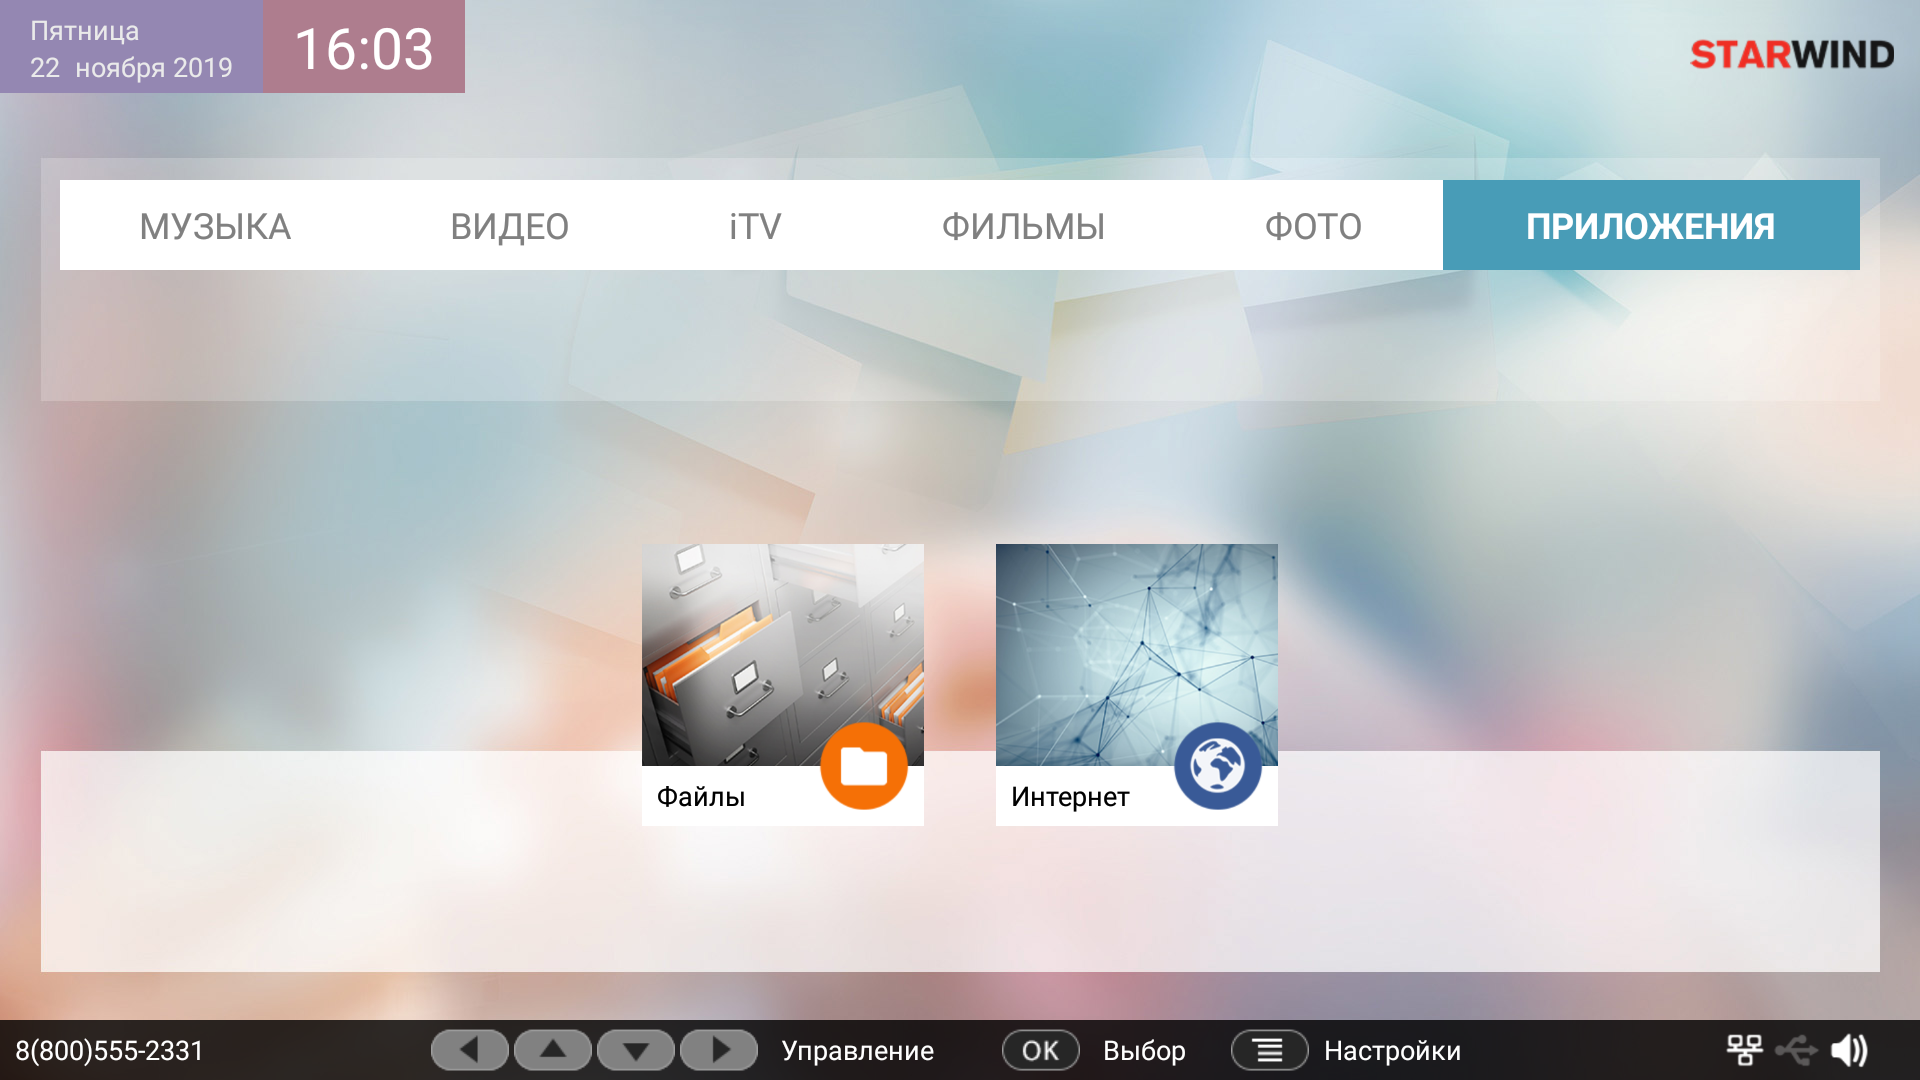 Пятница
22 ноября 2019
16:03
STARWIND
МУЗЫКА
ВИДЕО
iTV
ФИЛЬМЫ
ФОТО
ПРИЛОЖЕНИЯ
Файлы
Интернет
8(800)555-2331
Управление
OK
Выбор
Настройки